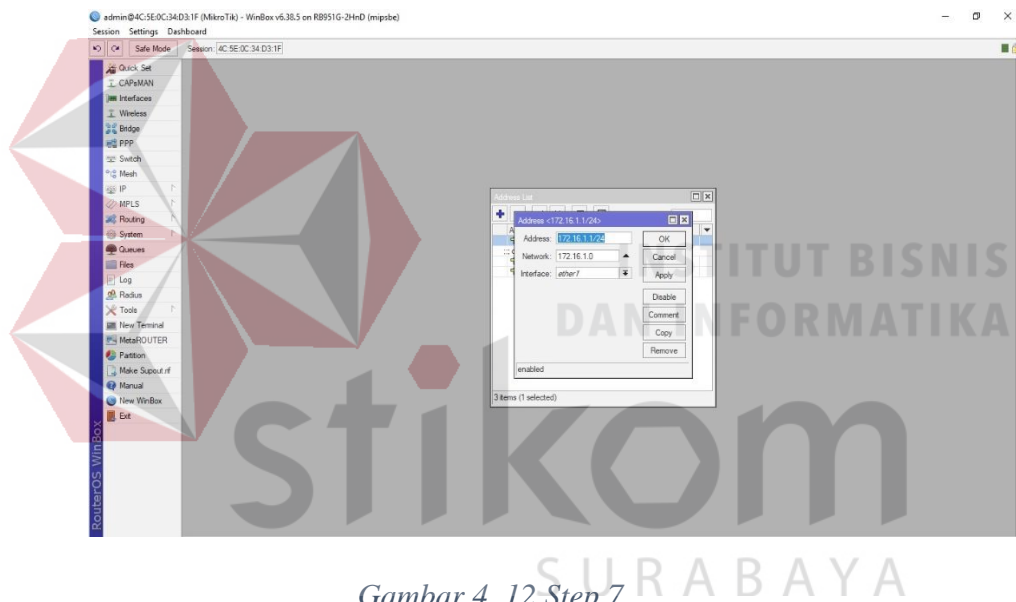 admin@4C:5E:0C:34:D3:1F (MikroTik) - WinBox v6.38.5 on RB951G-2HnD (mipsbe)
Session Settings Dashboard
Safe Mode Session: 4C:5E:0C:34:D3:1F
Quick Set
CAPsMAN
Interfaces
Wireless
Bridge
PPP
Switch
Mesh
IP
MPLS
Routing
System
Queues
Files
Log
Radius
Tools
New Terminal
MetaROUTER
Partition
Make Supout.rif
Manual
New WinBox
Exit
RouterOS WinBox
Address List
Address <172.16.1.1/24>
Address: 172.16.1.1/24
OK
Network: 172.16.1.0
Cancel
Interface: ether1
Apply
Disable
Comment
Copy
Remove
enabled
3 items (1 selected)
INSTITUT BISNIS
DAN INFORMATIKA
stikom
SURABAYA
Gambar 4. 12 Step 7